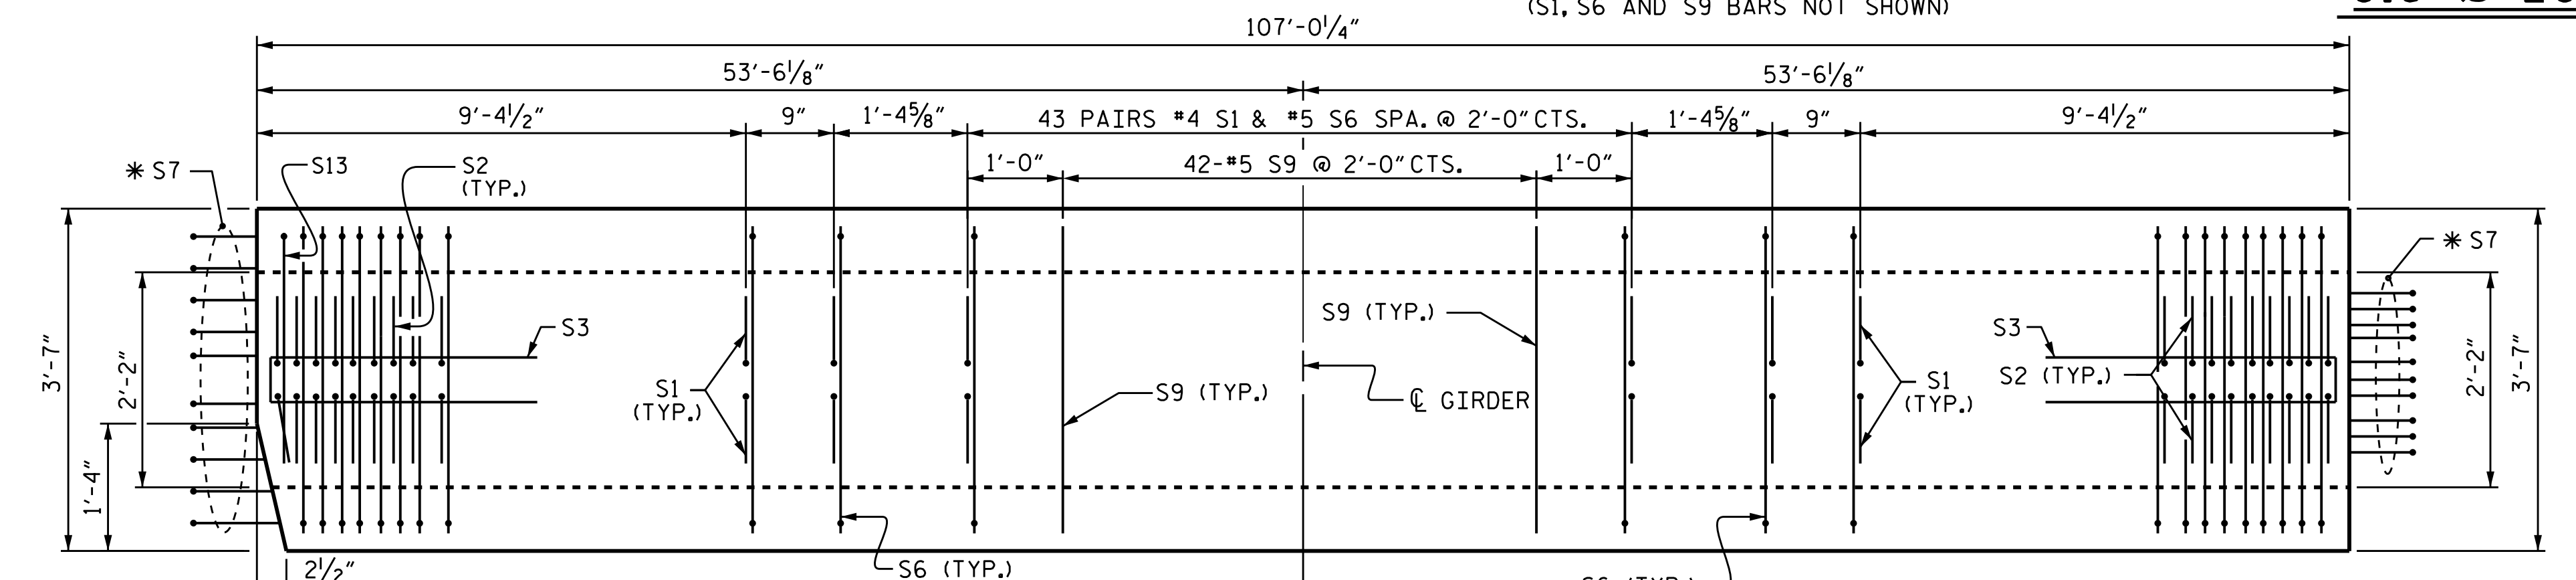 (S1, S6 AND S9 BARS NOT SHOWN)
107′-0¼″
53′-6⅛″ 53′-6⅛″
9′-4½″ 9″ 1′-4⅝″ 43 PAIRS #4 S1 & #5 S6 SPA. @ 2′-0″ CTS. 1′-4⅝″ 9″ 9′-4½″
1′-0″ 42-#5 S9 @ 2′-0″ CTS. 1′-0″
✳ S7 S13 S2
(TYP.)
✳ S7
S9 (TYP.)
S3 S3
3′-7″ 2′-2″ 2′-2″ 3′-7″
S1
(TYP.)
S9 (TYP.)
℄ GIRDER
S1
(TYP.)
S2 (TYP.)
1′-4″
2½″
S6 (TYP.)